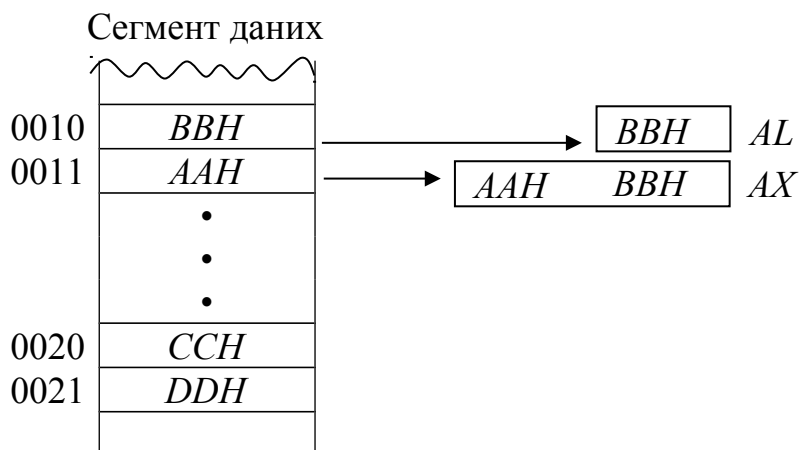 Сегмент даних
0010 BBH BBH AL
0011 AAH AAH BBH AX
0020 CCH
0021 DDH